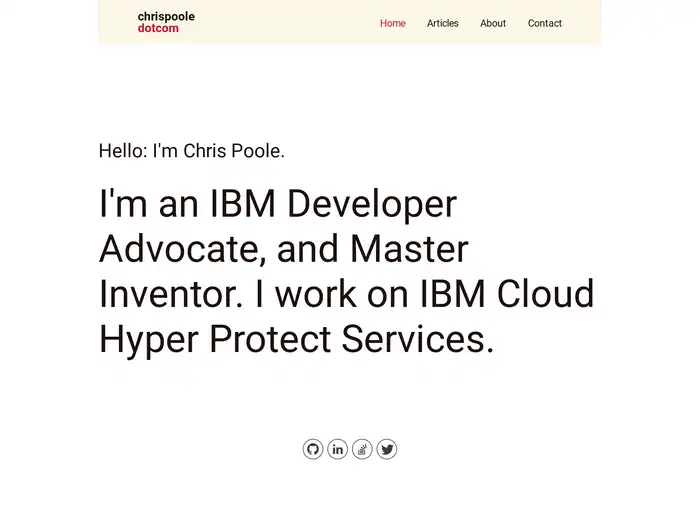 chrispoole
dotcom
Home Articles About Contact
Hello: I'm Chris Poole.
I'm an IBM Developer
Advocate, and Master
Inventor. I work on IBM Cloud
Hyper Protect Services.
in